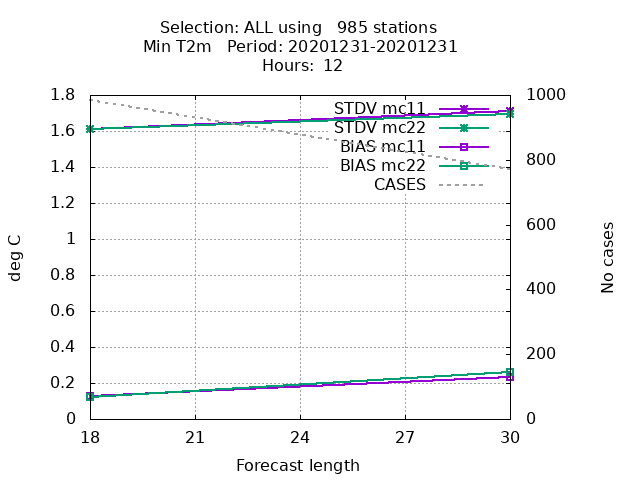 Selection: ALL using   985 stations
Min T2m   Period: 20201231-20201231
Hours:  12
1.8
1.6
1.4
1.2
1
0.8
0.6
0.4
0.2
0
deg C
STDV mc11
STDV mc22
BIAS mc11
BIAS mc22
CASES
1000
800
600
400
200
0
No cases
18
21
24
27
30
Forecast length